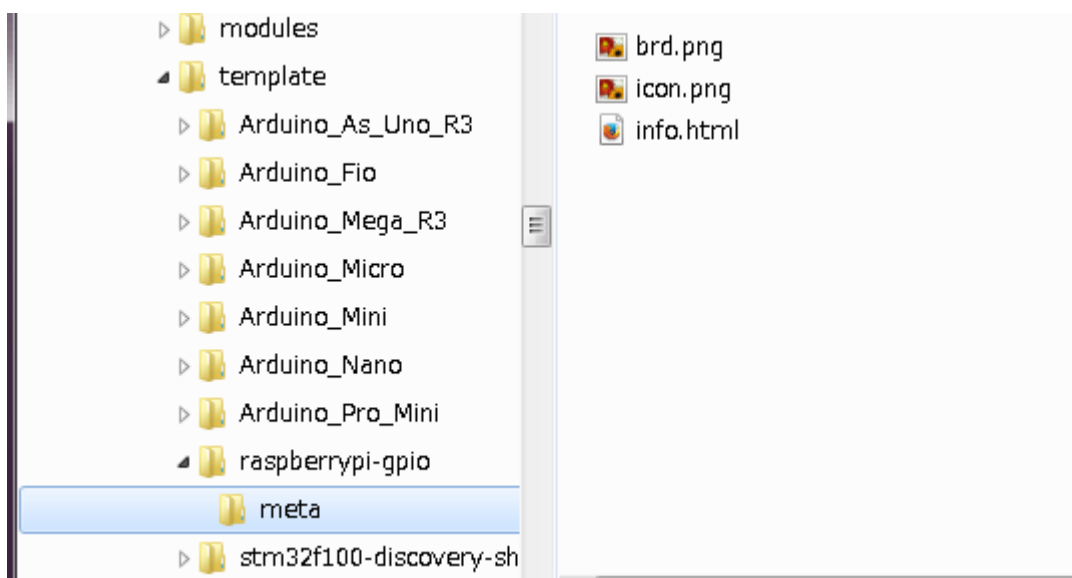 modules
template
Arduino_As_Uno_R3
Arduino_Fio
Arduino_Mega_R3
Arduino_Micro
Arduino_Mini
Arduino_Nano
Arduino_Pro_Mini
raspberrypi-gpio
meta
stm32f100-discovery-sh
brd.png
icon.png
info.html